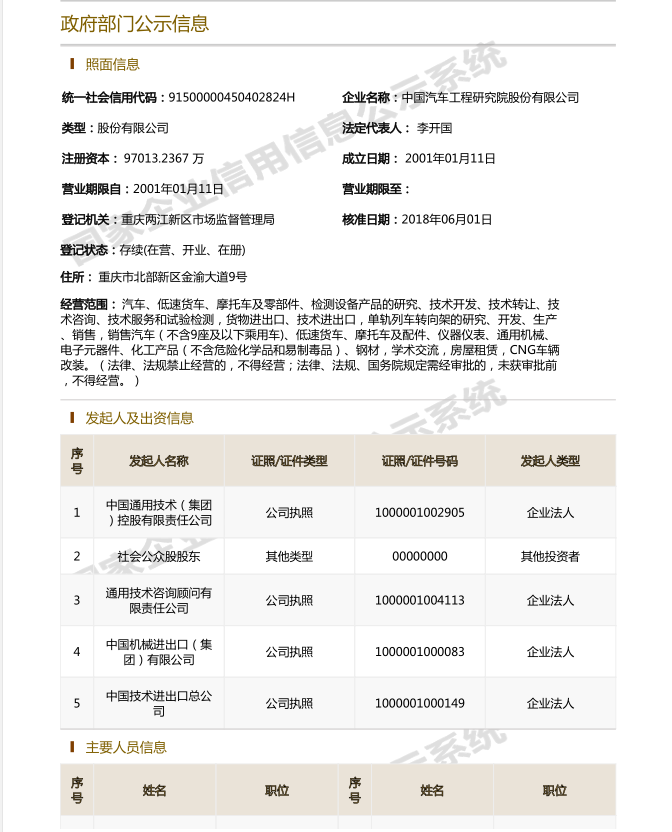 政府部门公示信息
照面信息
统一社会信用代码：91500000450402824H 企业名称：中国汽车工程研究院股份有限公司
类型：股份有限公司 法定代表人： 李开国
注册资本： 97013.2367 万 成立日期： 2001年01月11日
营业期限自：2001年01月11日 营业期限至：
登记机关：重庆两江新区市场监督管理局 核准日期：2018年06月01日
登记状态：存续(在营、开业、在册)
住所： 重庆市北部新区金渝大道9号
经营范围： 汽车、低速货车、摩托车及零部件、检测设备产品的研究、技术开发、技术转让、技
术咨询、技术服务和试验检测，货物进出口、技术进出口，单轨列车转向架的研究、开发、生产
、销售，销售汽车（不含9座及以下乘用车)、低速货车、摩托车及配件、仪器仪表、通用机械、
电子元器件、化工产品（不含危险化学品和易制毒品）、钢材，学术交流，房屋租赁，CNG车辆
改装。（法律、法规禁止经营的，不得经营；法律、法规、国务院规定需经审批的，未获审批前
，不得经营。）
发起人及出资信息
序号 发起人名称 证照/证件类型 证照/证件号码 发起人类型
1 中国通用技术（集团）控股有限责任公司 公司执照 1000001002905 企业法人
2 社会公众股股东 其他类型 00000000 其他投资者
3 通用技术咨询顾问有限责任公司 公司执照 1000001004113 企业法人
4 中国机械进出口（集团）有限公司 公司执照 1000001000083 企业法人
5 中国技术进出口总公司 公司执照 1000001000149 企业法人
主要人员信息
序号 姓名 职位 序号 姓名 职位
国家企业信用信息公示系统